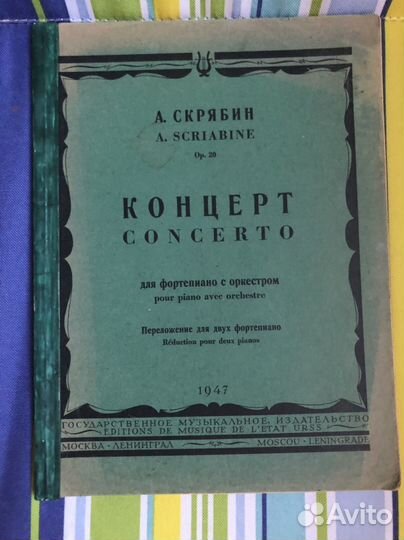 А. СКРЯБИН
A. SCRIABINE
Op. 20
КОНЦЕРТ
CONCERTO
для фортепиано с оркестром
pour piano avec orchestre
Переложение для двух фортепиано
Réduction pour deux pianos
1947
ГОСУДАРСТВЕННОЕ МУЗЫКАЛЬНОЕ ИЗДАТЕЛЬСТВО
EDITIONS DE MUSIQUE DE L'ETAT URSS
МОСКВА • ЛЕНИНГРАД MOSCOU • LENINGRADE
Avito